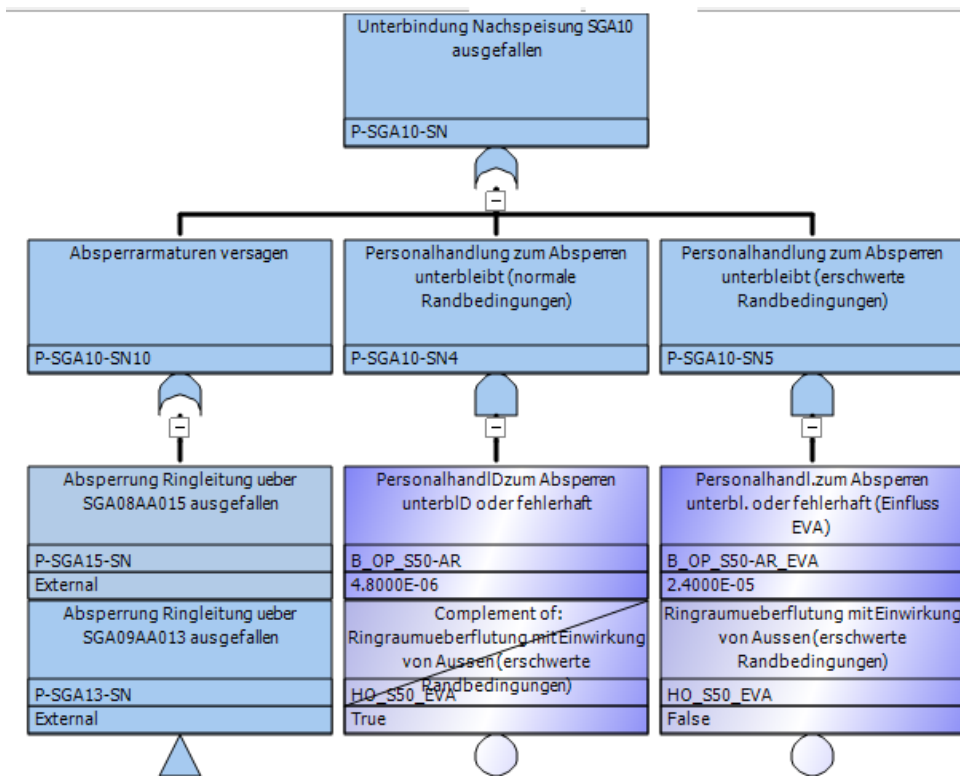 Unterbindung Nachspeisung SGA10
ausgefallen
P-SGA10-SN
Absperrarmaturen versagen
P-SGA10-SN10
Personalhandlung zum Absperren
unterbleibt (normale
Randbedingungen)
P-SGA10-SN4
Personalhandlung zum Absperren
unterbleibt (erschwerte
Randbedingungen)
P-SGA10-SN5
Absperrung Ringleitung ueber
SGA08AA015 ausgefallen
P-SGA15-SN
External
Absperrung Ringleitung ueber
SGA09AA013 ausgefallen
P-SGA13-SN
External
PersonalhandlDzum Absperren
unterblD oder fehlerhaft
B_OP_S50-AR
4.8000E-06
Complement of:
Ringraumueberflutung mit Einwirkung
von Aussen (erschwerte
Randbedingungen)
HO_S50_EVA
True
Personalhandl.zum Absperren
unterbl. oder fehlerhaft (Einfluss
EVA)
B_OP_S50-AR_EVA
2.4000E-05
Ringraumueberflutung mit Einwirkung
von Aussen (erschwerte
Randbedingungen)
HO_S50_EVA
False